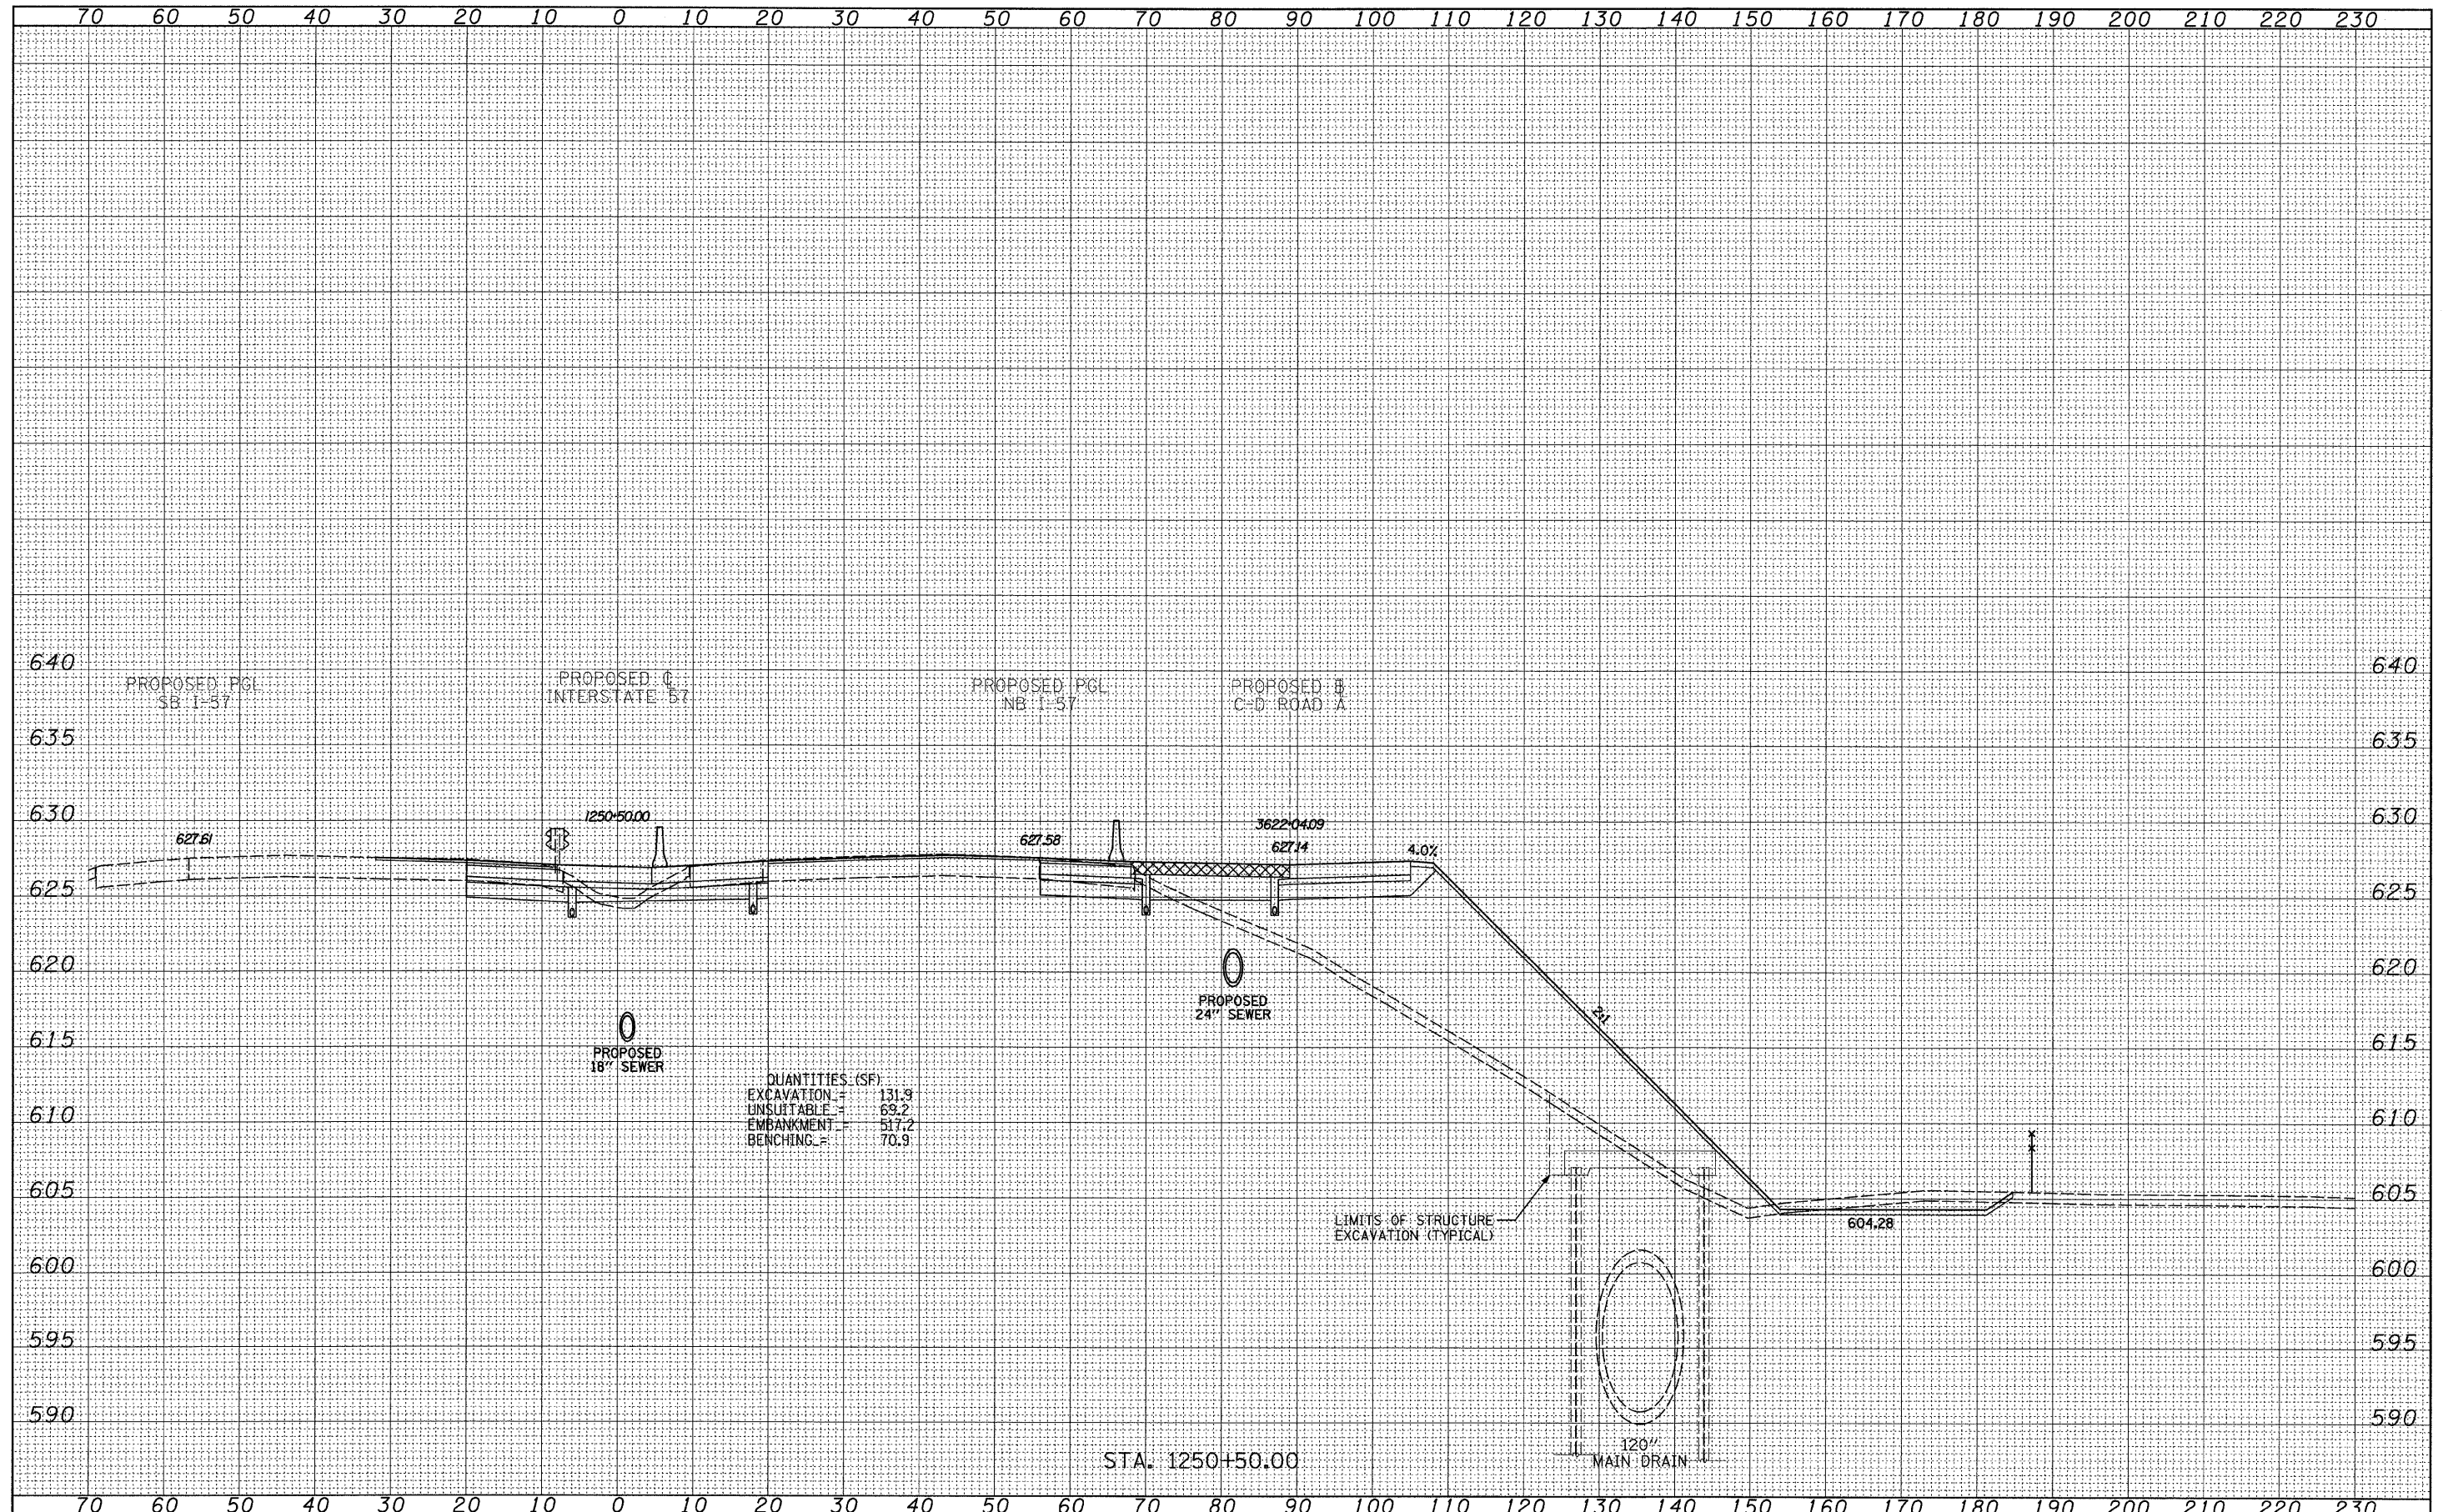 70 60 50 40 30 20 10 0 10 20 30 40 50 60 70 80 90 100 110 120 130 140 150 160 170 180 190 200 210 220 230
640 640
PROPOSED PGL
SB I-57
PROPOSED ℄
INTERSTATE 57
PROPOSED PGL
NB I-57
PROPOSED B
C-D ROAD A
635 635
630 630
627.61
1250+50.00
627.58
3622+04.09
627.14
4.0%
625 625
620 620
PROPOSED
24" SEWER
2:1
615 615
PROPOSED
18" SEWER
QUANTITIES (SF)
EXCAVATION = 131.9
UNSUITABLE = 69.2
EMBANKMENT = 517.2
BENCHING = 70.9
610 610
605 605
LIMITS OF STRUCTURE
EXCAVATION (TYPICAL)
604.28
600 600
595 595
590 590
120"
MAIN DRAIN
STA. 1250+50.00
70 60 50 40 30 20 10 0 10 20 30 40 50 60 70 80 90 100 110 120 130 140 150 160 170 180 190 200 210 220 230